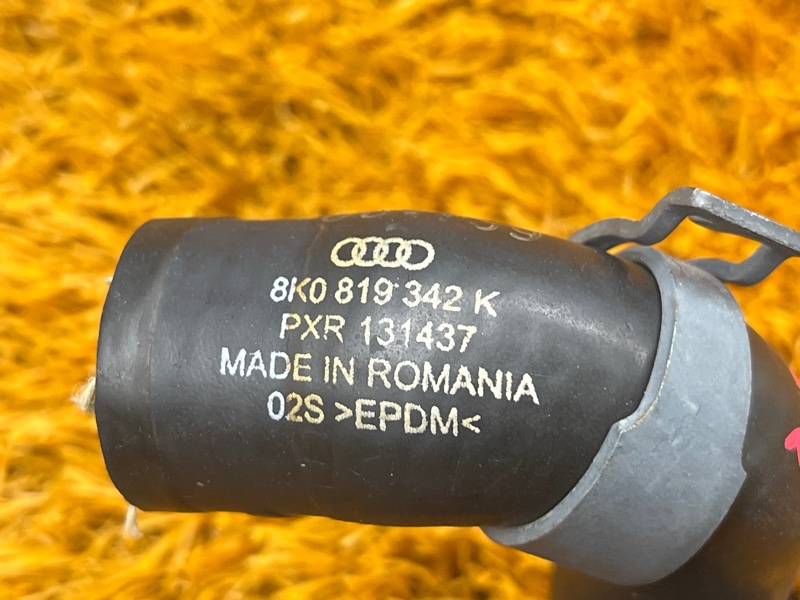 8K0 819 342 K
PXR 131437
MADE IN ROMANIA
02S >EPDM<